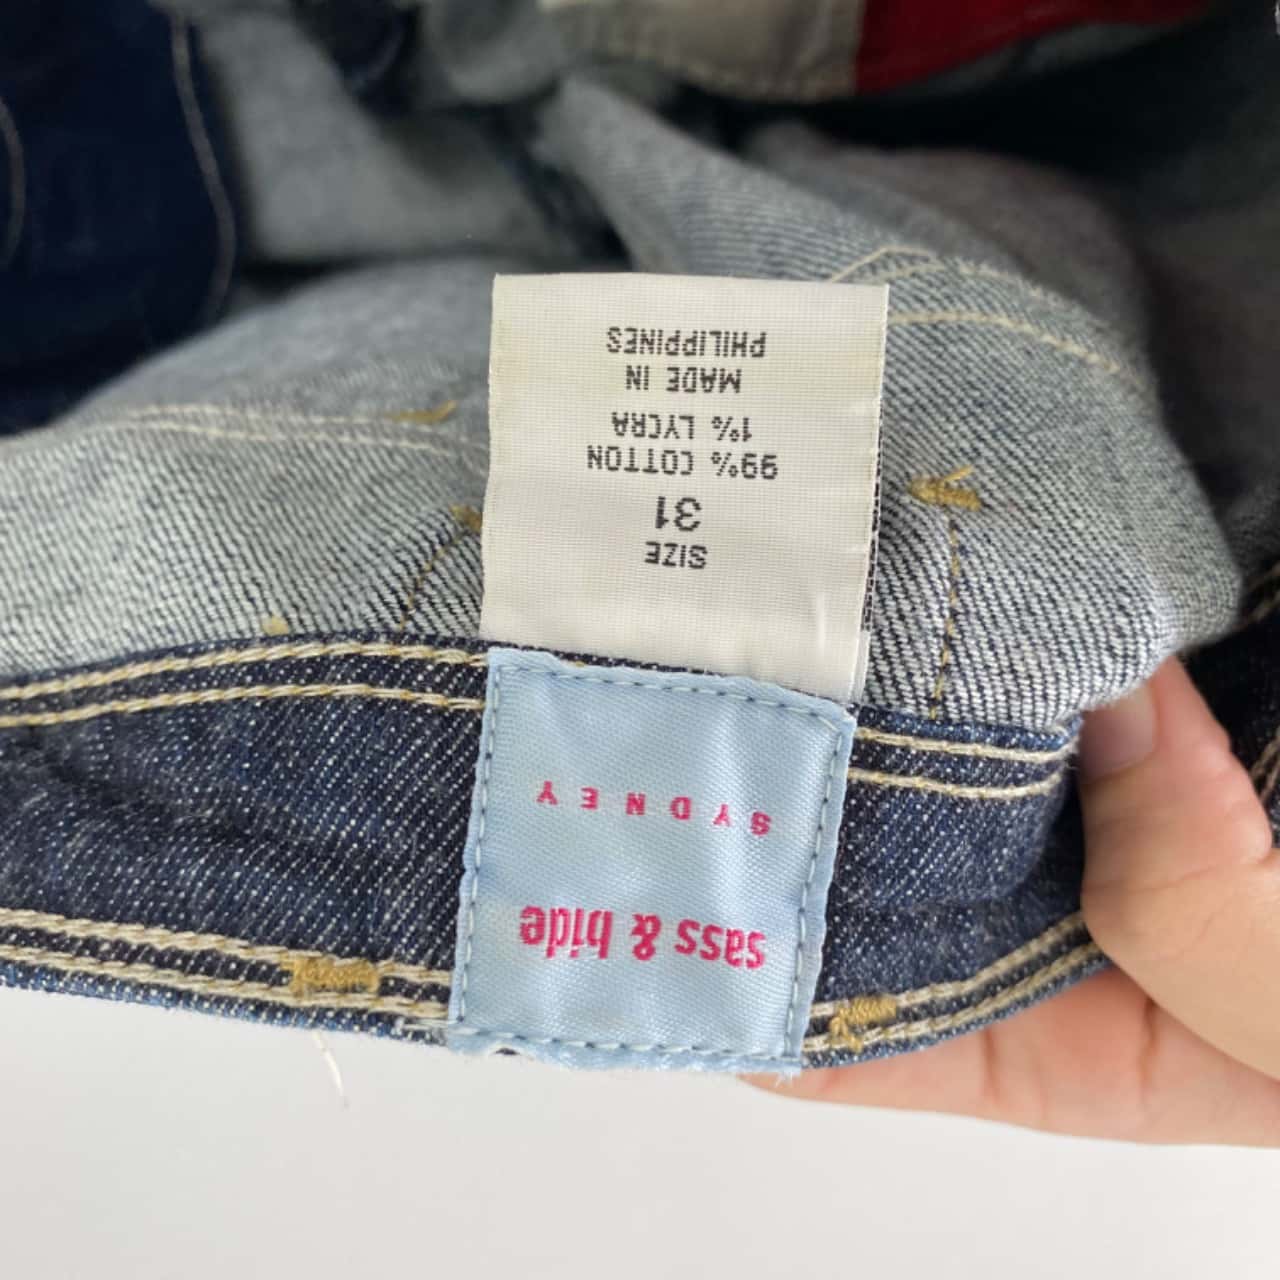 sass & bide
SYDNEY
SIZE
31
99% COTTON
1% LYCRA
MADE IN
PHILIPPINES